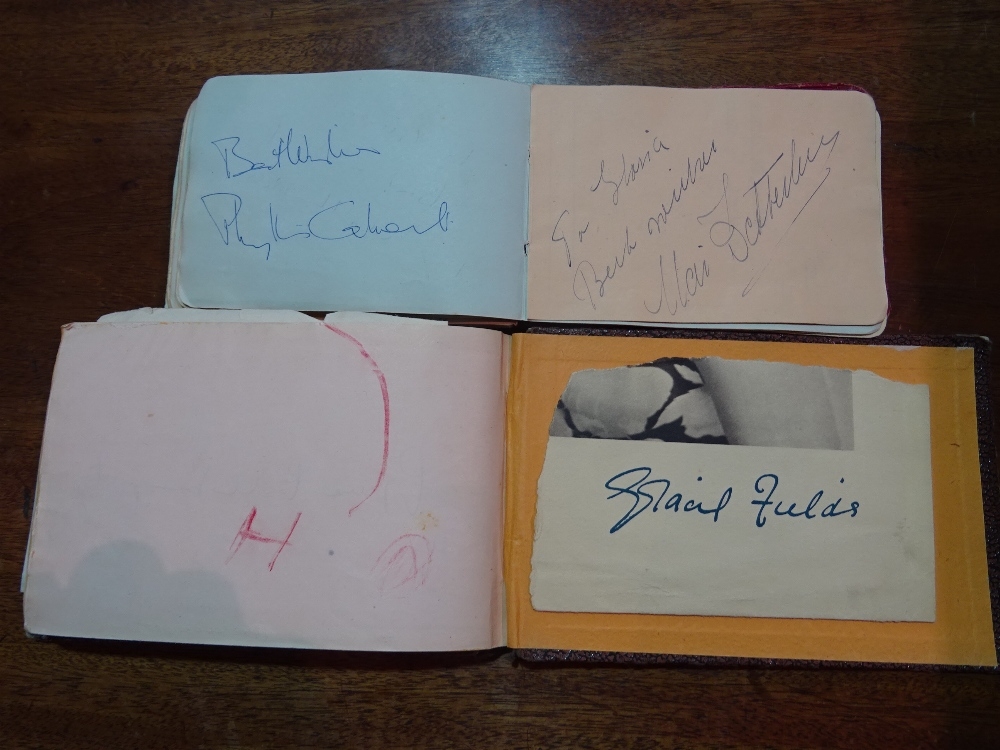 Best Wishes
Phyllis Calvert.
To Gloria
Best wishes
H
Gracie Fields